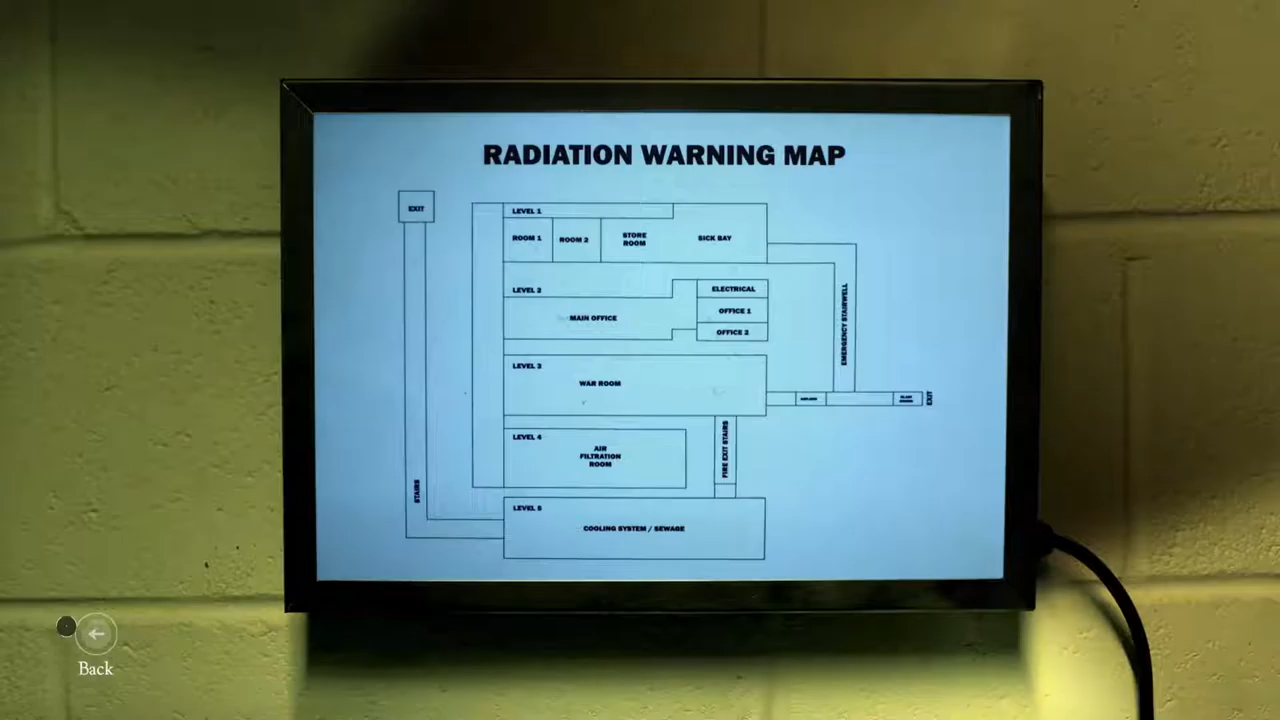 RADIATION WARNING MAP
EXIT
LEVEL 1
ROOM 1
ROOM 2
STORE
ROOM
SICK BAY
LEVEL 2
MAIN OFFICE
ELECTRICAL
OFFICE 1
OFFICE 2
EMERGENCY STAIRWELL
LEVEL 3
WAR ROOM
EXIT
LEVEL 4
AIR
FILTRATION
ROOM
FIRE EXIT STAIRS
STAIRS
LEVEL 5
COOLING SYSTEM / SEWAGE
Back